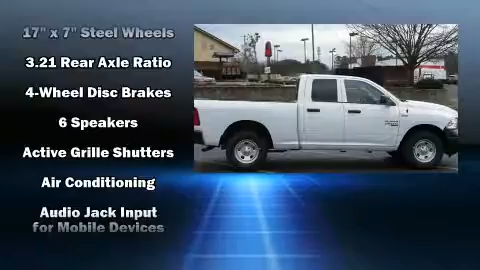 17" x 7" Steel Wheels
3.21 Rear Axle Ratio
4-Wheel Disc Brakes
6 Speakers
Active Grille Shutters
Air Conditioning
Audio Jack Input
for Mobile Devices